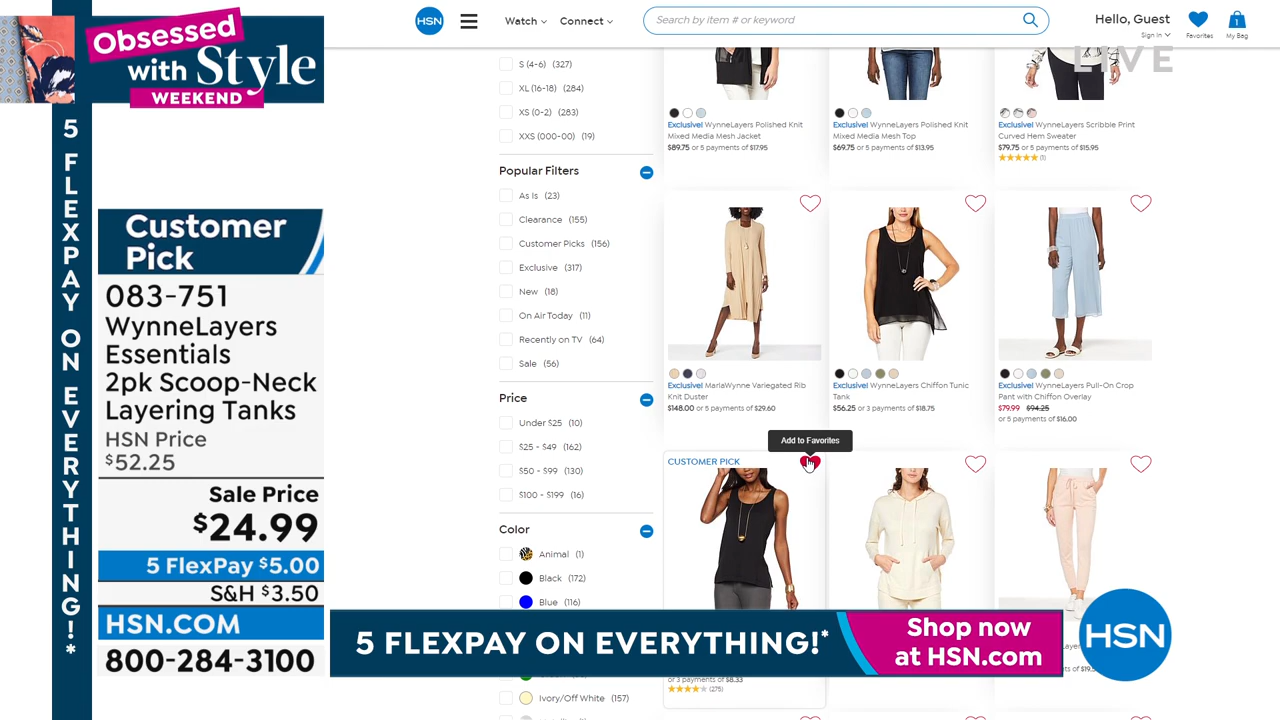 Obsessed
with Style
WEEKEND
5 FLEXPAY ON EVERYTHING!*
Customer
Pick
083-751
WynneLayers
Essentials
2pk Scoop-Neck
Layering Tanks
HSN Price
$52.25
Sale Price
$24.99
5 FlexPay $5.00
S&H $3.50
HSN.COM
800-284-3100
HSN
Watch
Connect
Search by item # or keyword
Hello, Guest
Sign in
Favorites
1
My Bag
LIVE
S (4-6) (327)
XL (16-18) (284)
XS (0-2) (283)
XXS (000-00) (19)
Popular Filters
As Is (23)
Clearance (155)
Customer Picks (156)
Exclusive (317)
New (18)
On Air Today (11)
Recently on TV (64)
Sale (56)
Price
Under $25 (10)
$25 - $49 (162)
$50 - $99 (130)
$100 - $199 (16)
Color
Animal (1)
Black (172)
Blue (116)
Ivory/Off White (157)
Exclusive! WynneLayers Polished Knit
Mixed Media Mesh Jacket
$89.75 or 5 payments of $17.95
Exclusive! WynneLayers Polished Knit
Mixed Media Mesh Top
$69.75 or 5 payments of $13.95
Exclusive! WynneLayers Scribble Print
Curved Hem Sweater
$79.75 or 5 payments of $15.95
(1)
Exclusive! MarlaWynne Variegated Rib
Knit Duster
$148.00 or 5 payments of $29.60
Exclusive! WynneLayers Chiffon Tunic
Tank
$56.25 or 3 payments of $18.75
Exclusive! WynneLayers Pull-On Crop
Pant with Chiffon Overlay
$79.99 $94.25
or 5 payments of $16.00
Add to Favorites
CUSTOMER PICK
or 3 payments of $8.33
(275)
5 FLEXPAY ON EVERYTHING!*
Shop now
at HSN.com
HSN